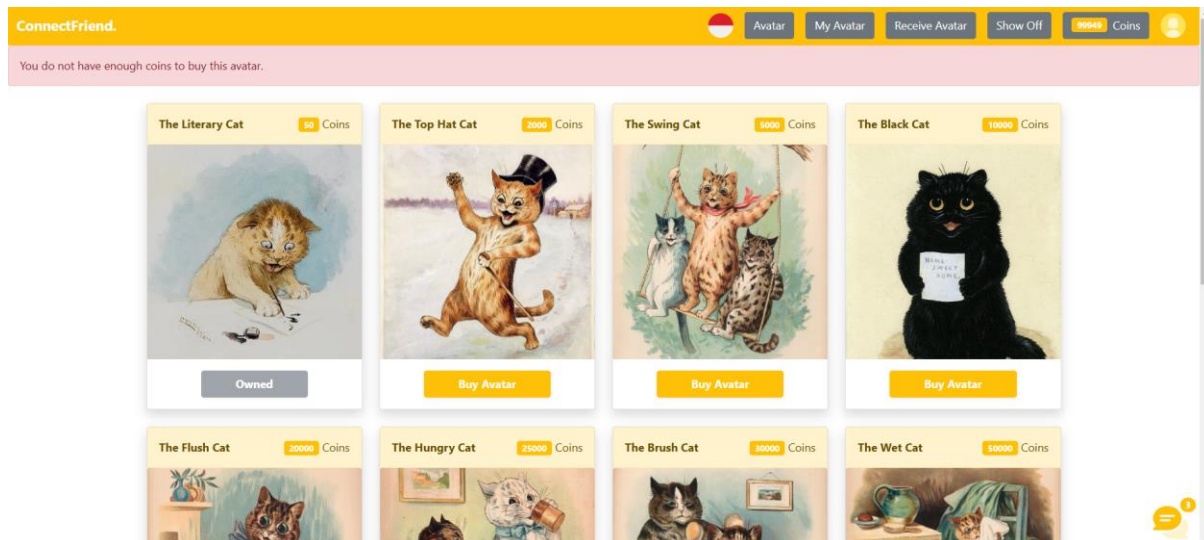 ConnectFriend. Avatar My Avatar Receive Avatar Show Off 99949 Coins
You do not have enough coins to buy this avatar.
The Literary Cat 50 Coins The Top Hat Cat 2000 Coins The Swing Cat 5000 Coins The Black Cat 10000 Coins
HOME
SWEET
HOME
Owned Buy Avatar Buy Avatar Buy Avatar
The Flush Cat 20000 Coins The Hungry Cat 25000 Coins The Brush Cat 30000 Coins The Wet Cat 50000 Coins